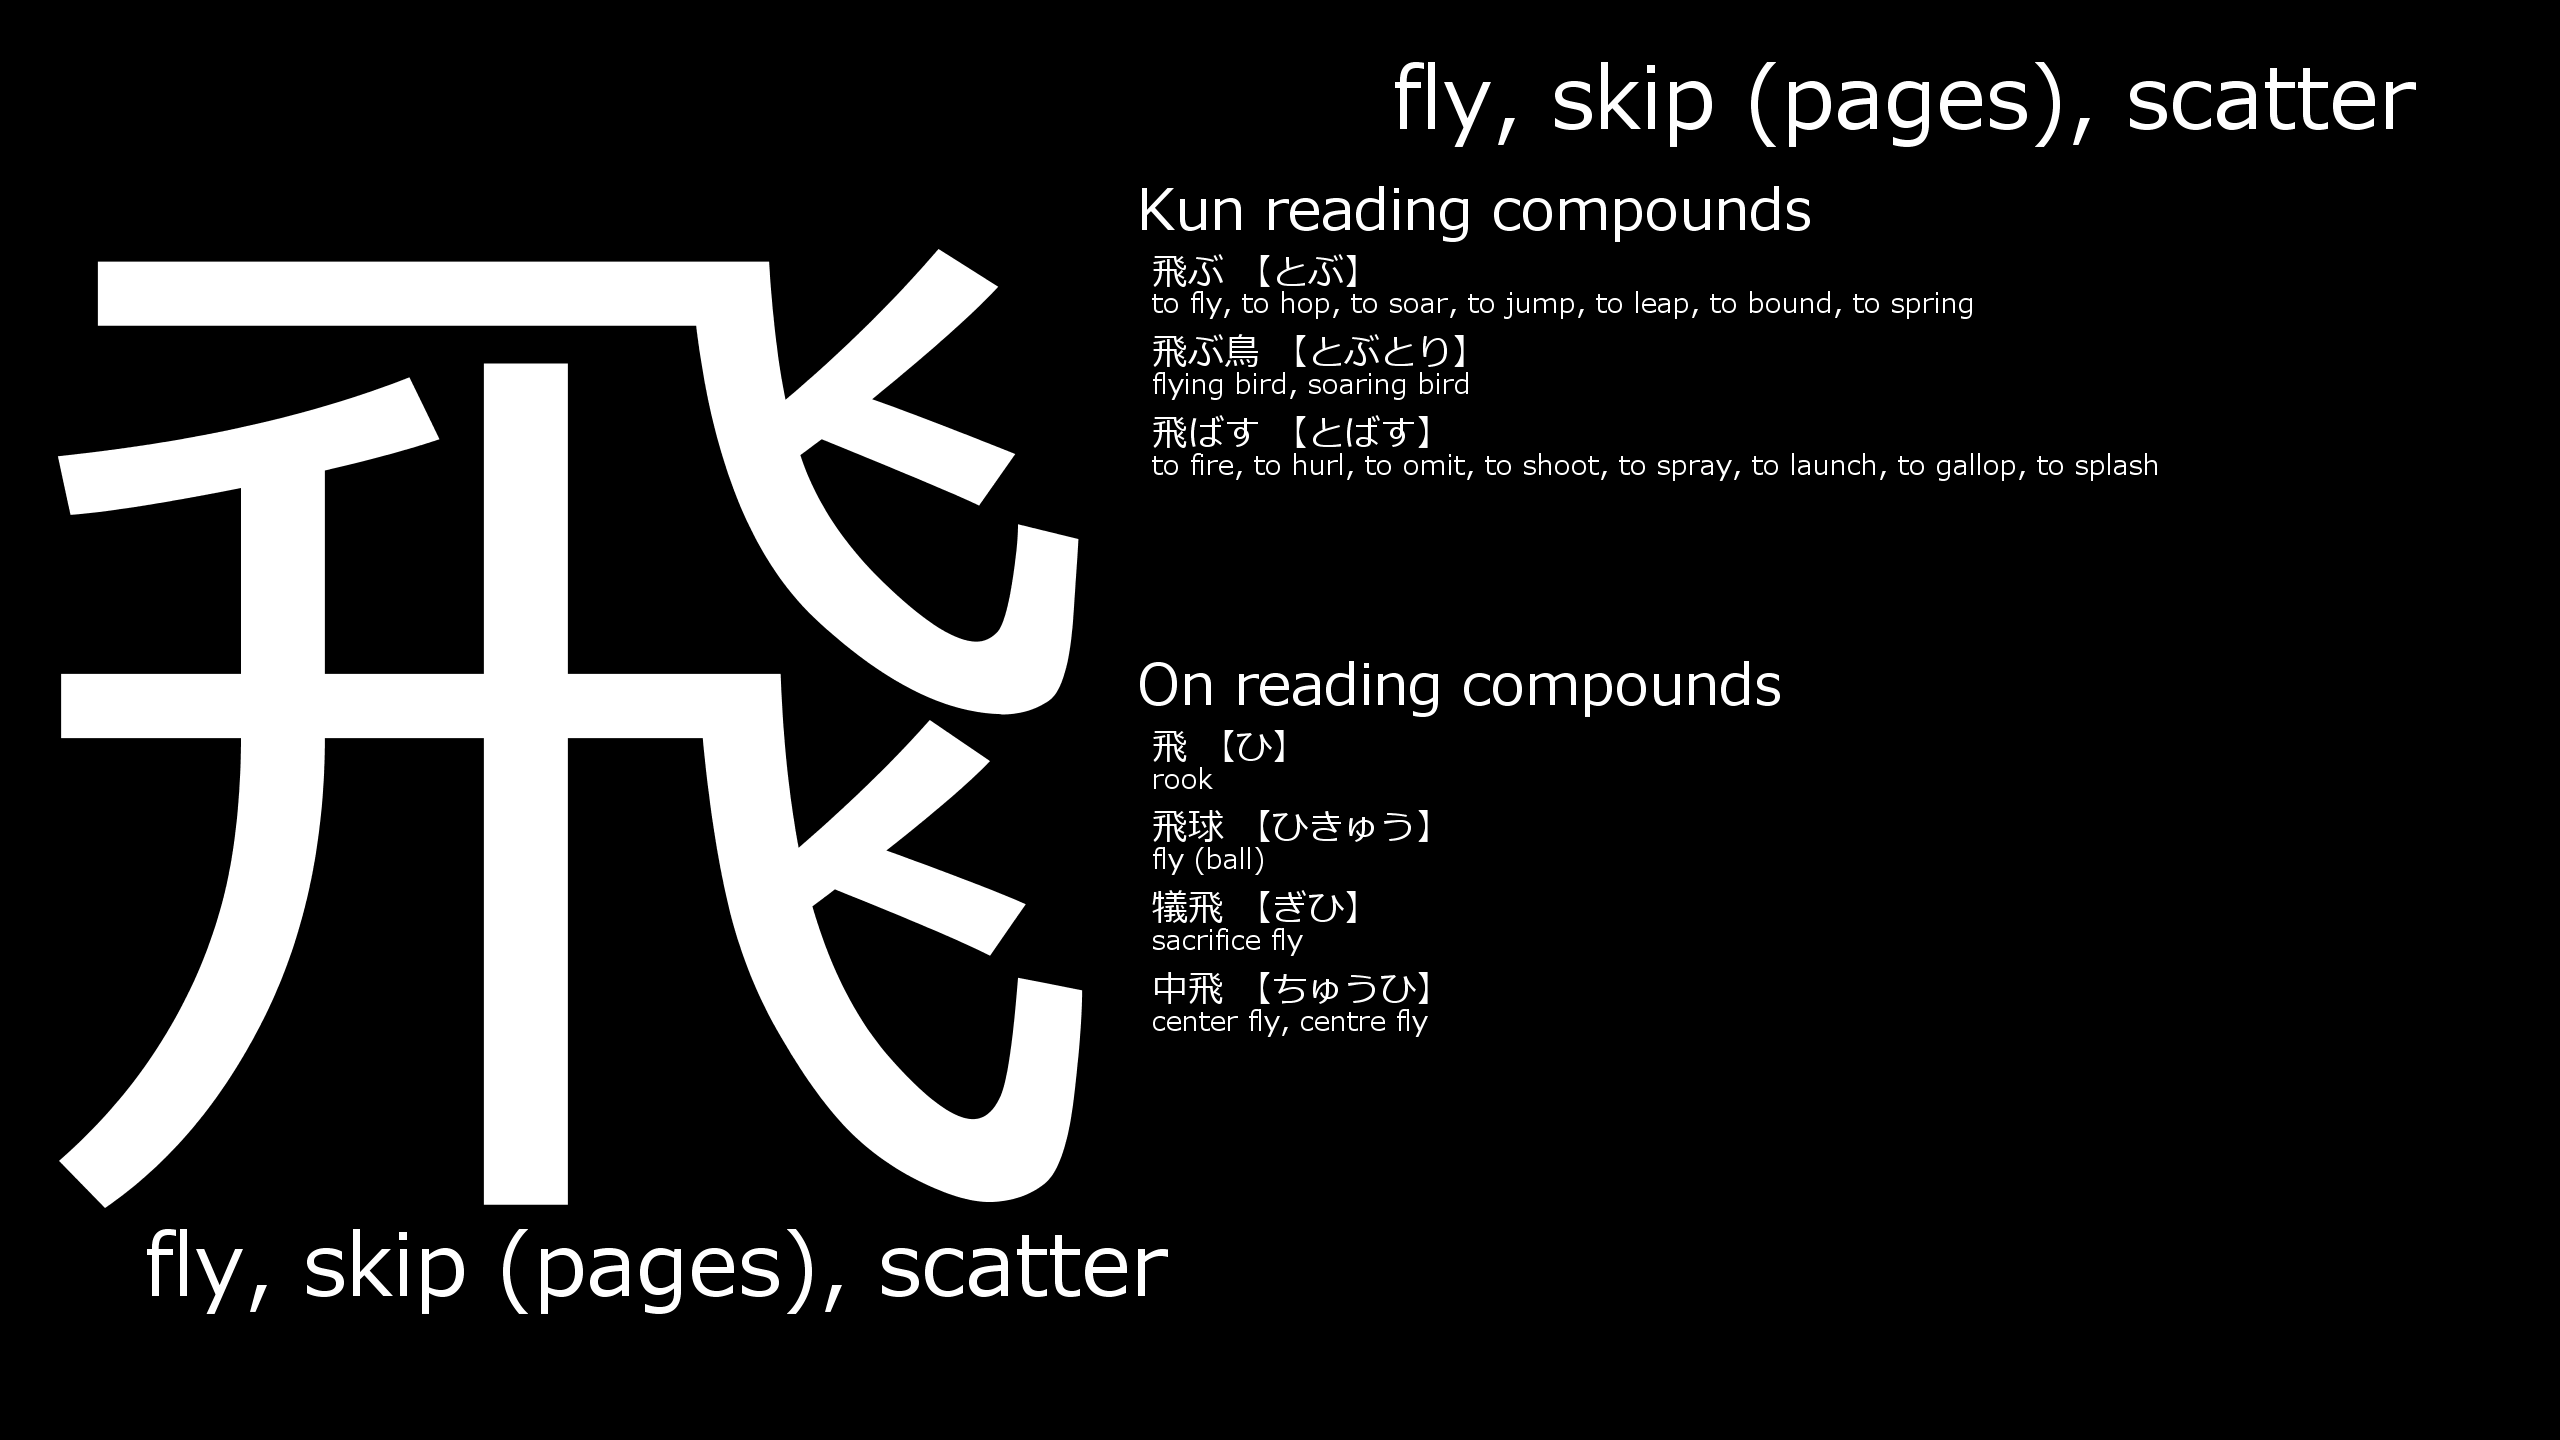 飛
fly, skip (pages), scatter
fly, skip (pages), scatter
Kun reading compounds
飛ぶ 【とぶ】
to fly, to hop, to soar, to jump, to leap, to bound, to spring
飛ぶ鳥 【とぶとり】
flying bird, soaring bird
飛ばす 【とばす】
to fire, to hurl, to omit, to shoot, to spray, to launch, to gallop, to splash
On reading compounds
飛 【ひ】
rook
飛球 【ひきゅう】
fly (ball)
犠飛 【ぎひ】
sacrifice fly
中飛 【ちゅうひ】
center fly, centre fly